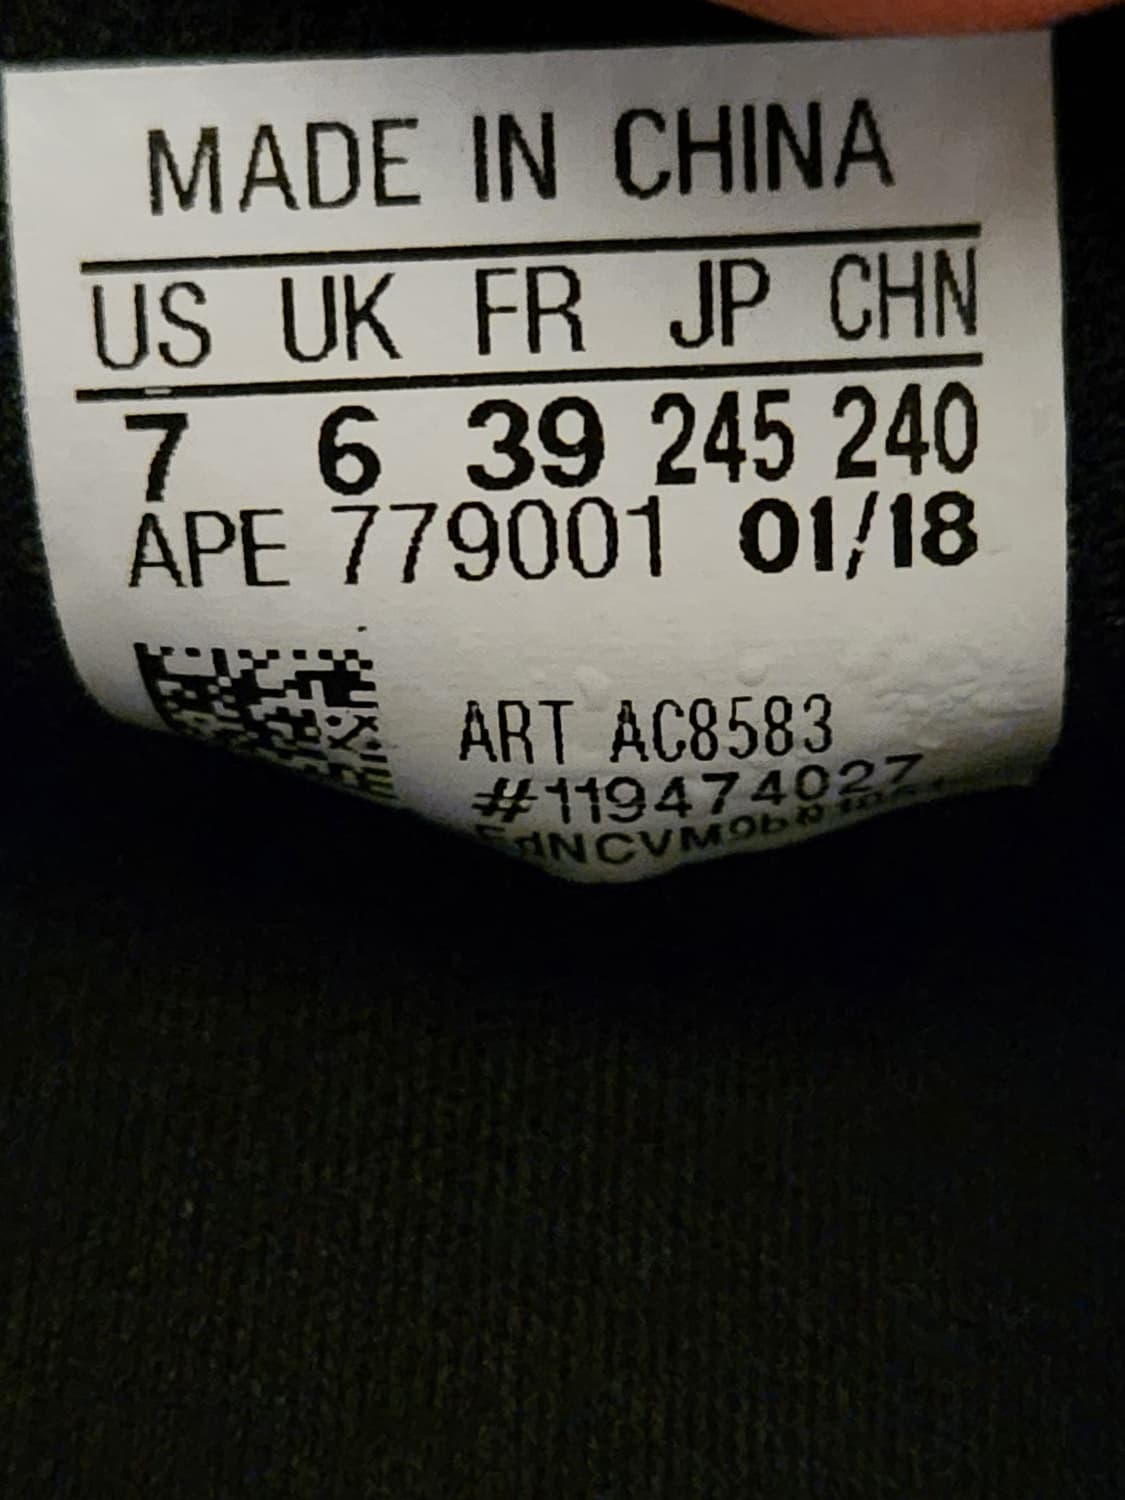 MADE IN CHINA
US UK FR JP CHN
7 6 39 245 240
APE 779001 01/18
ART AC8583
#119474027